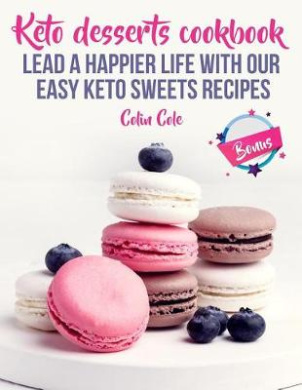 Keto desserts cookbook
LEAD A HAPPIER LIFE WITH OUR
EASY KETO SWEETS RECIPES
Colin Cole
Bonus